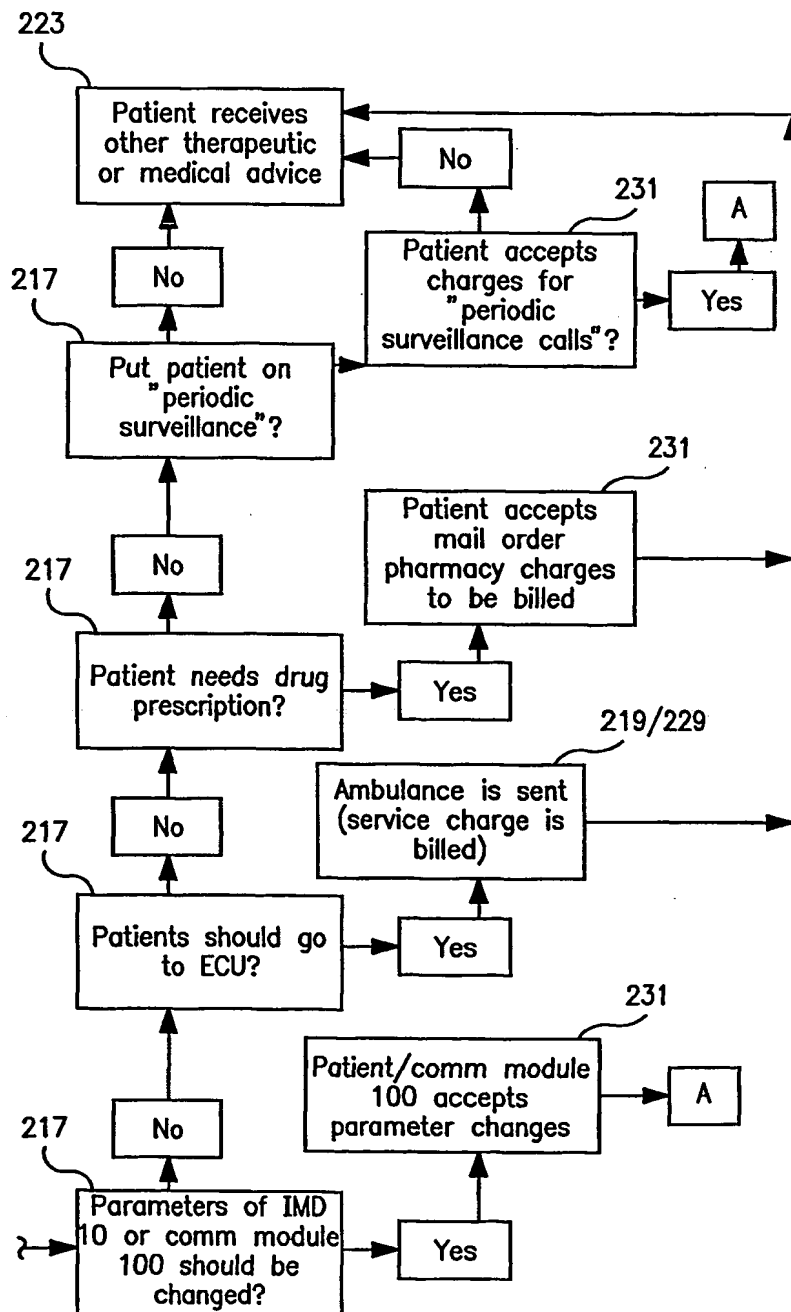 223
Patient receives
other therapeutic
or medical advice
No
231
A
Patient accepts
charges for
"periodic
surveillance calls"?
Yes
No
217
Put patient on
"periodic
surveillance"?
231
Patient accepts
mail order
pharmacy charges
to be billed
No
217
Patient needs drug
prescription?
Yes
219/229
Ambulance is sent
(service charge is
billed)
No
217
Patients should go
to ECU?
Yes
231
Patient/comm module
100 accepts
parameter changes
A
No
217
Parameters of IMD
10 or comm module
100 should be
changed?
Yes